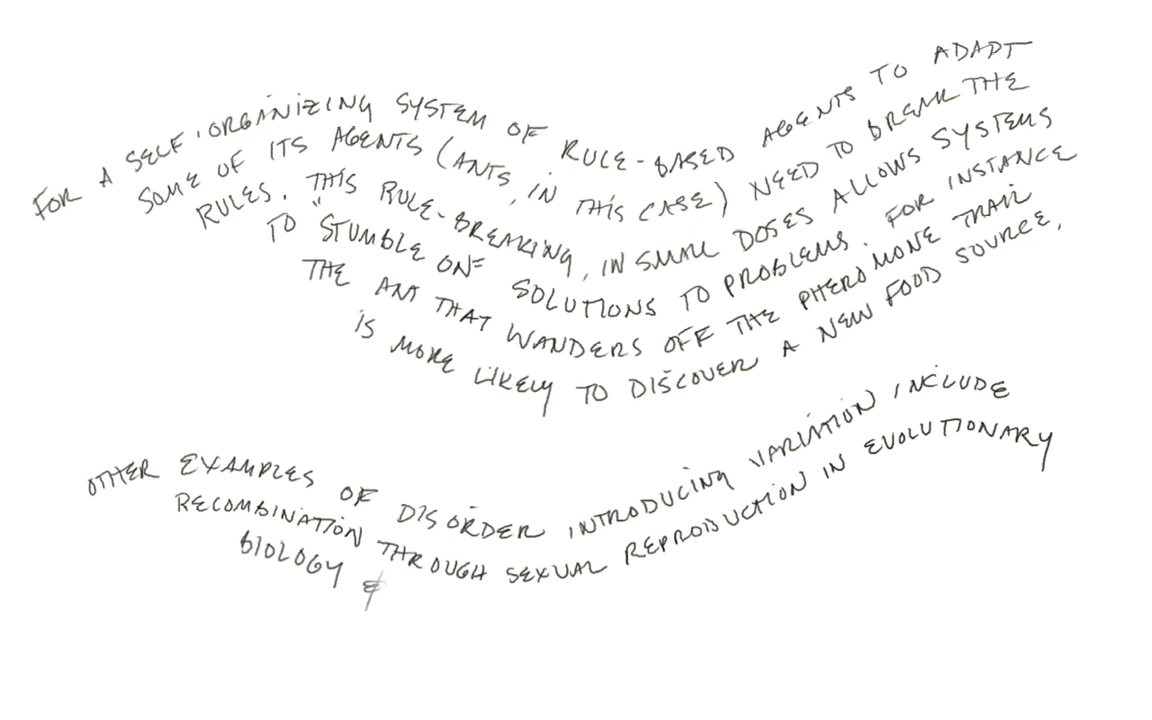 FOR A SELF-ORGANIZING SYSTEM OF RULE-BASED AGENTS TO ADAPT
SOME OF ITS AGENTS (ANTS, IN THIS CASE) NEED TO BREAK THE
RULES. THIS RULE-BREAKING, IN SMALL DOSES ALLOWS SYSTEMS
TO "STUMBLE ON" SOLUTIONS TO PROBLEMS. FOR INSTANCE
THE ANT THAT WANDERS OFF THE PHEROMONE TRAIL
IS MORE LIKELY TO DISCOVER A NEW FOOD SOURCE.
OTHER EXAMPLES OF DISORDER INTRODUCING VARIATION INCLUDE
RECOMBINATION THROUGH SEXUAL REPRODUCTION IN EVOLUTIONARY
BIOLOGY &